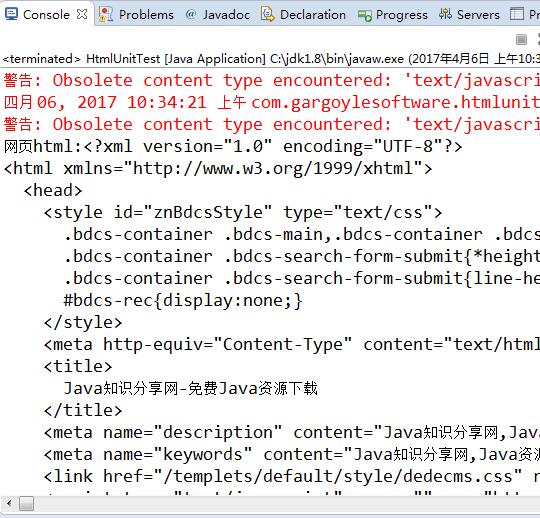 Console Problems @ Javadoc Declaration Progress Servers Pr
<terminated> HtmlUnitTest [Java Application] C:\jdk1.8\bin\javaw.exe (2017年4月6日 上午10:3
警告: Obsolete content type encountered: 'text/javascri
四月 06, 2017 10:34:21 上午 com.gargoylesoftware.htmlunit
警告: Obsolete content type encountered: 'text/javascri
网页html:<?xml version="1.0" encoding="UTF-8"?>
<html xmlns="http://www.w3.org/1999/xhtml">
<head>
<style id="znBdcsStyle" type="text/css">
.bdcs-container .bdcs-main,.bdcs-container .bdcs
.bdcs-container .bdcs-search-form-submit{*height
.bdcs-container .bdcs-search-form-submit{line-he
#bdcs-rec{display:none;}
</style>
<meta http-equiv="Content-Type" content="text/html
<title>
Java知识分享网-免费Java资源下载
</title>
<meta name="description" content="Java知识分享网,Jav
<meta name="keywords" content="Java知识分享网,Java资
<link href="/templets/default/style/dedecms.css" r